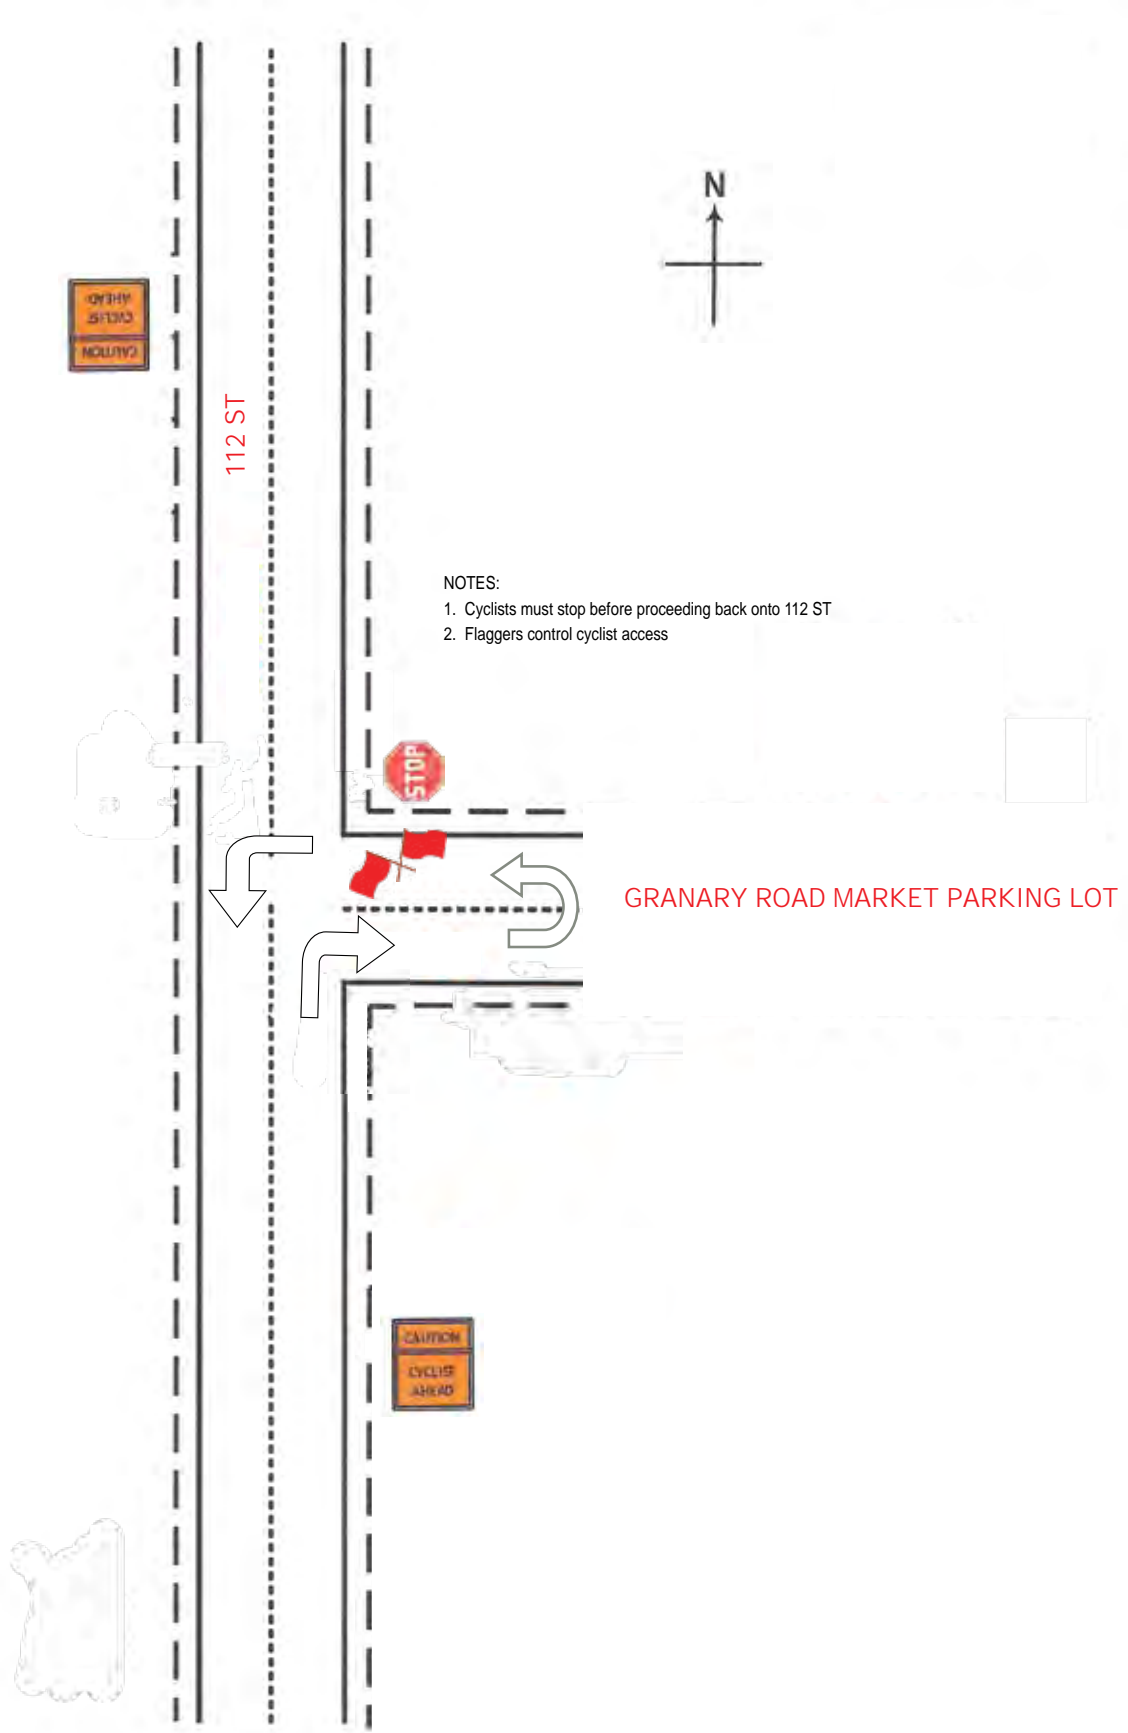 N
AHEAD
CYCLIST
CAUTION
112 ST
NOTES:
1. Cyclists must stop before proceeding back onto 112 ST
2. Flaggers control cyclist access
STOP
GRANARY ROAD MARKET PARKING LOT
CAUTION
CYCLIST
AHEAD